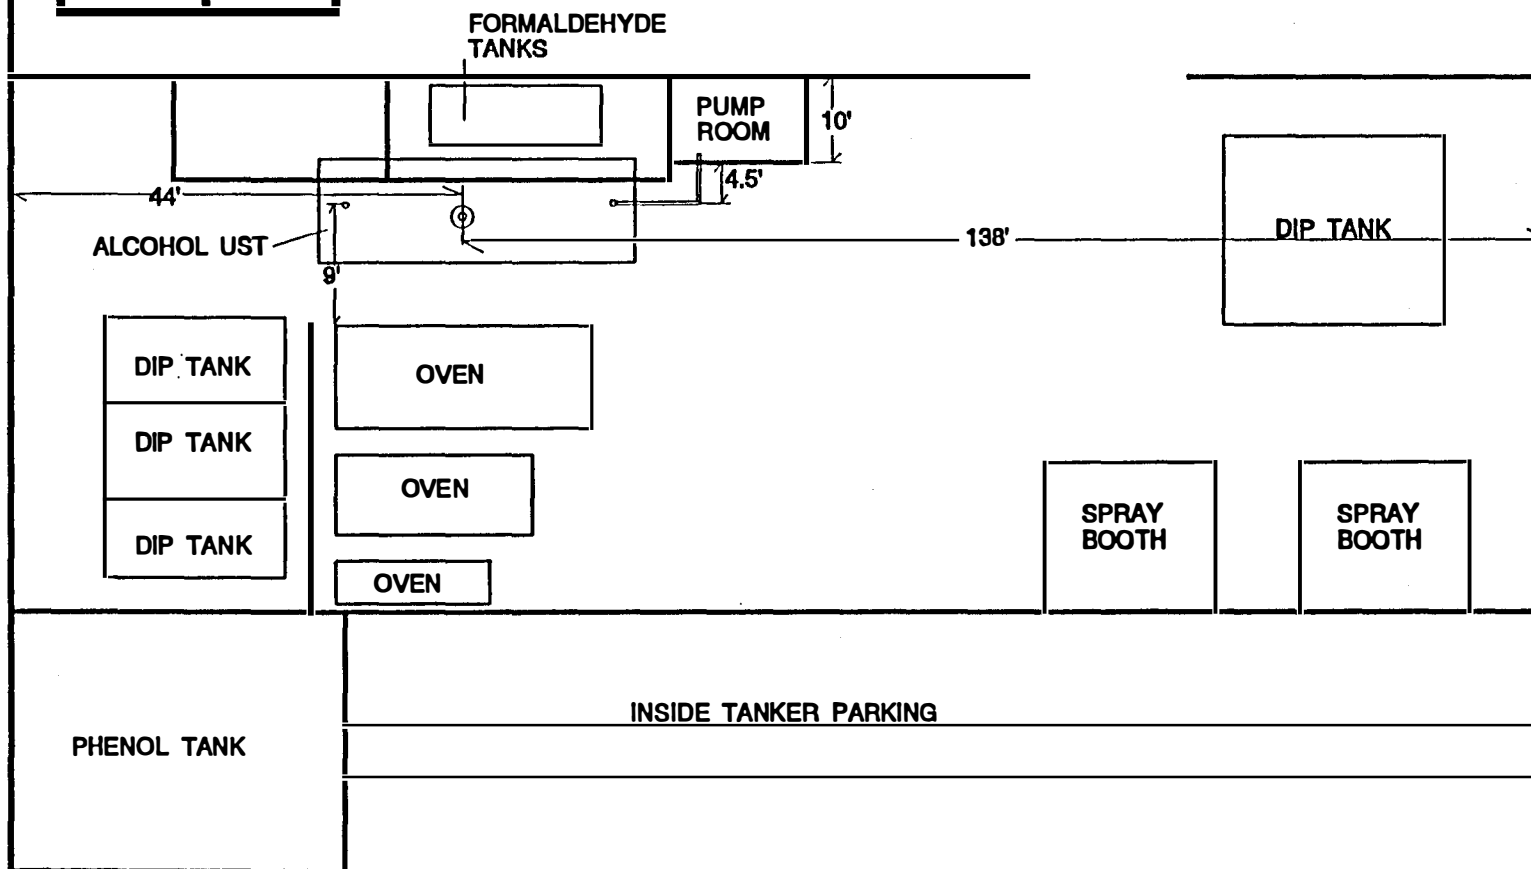 FORMALDEHYDE
TANKS
PUMP
ROOM
10'
4.5'
44'
ALCOHOL UST
138'
DIP TANK
9'
DIP TANK
OVEN
DIP TANK
OVEN
DIP TANK
OVEN
SPRAY
BOOTH
SPRAY
BOOTH
INSIDE TANKER PARKING
PHENOL TANK